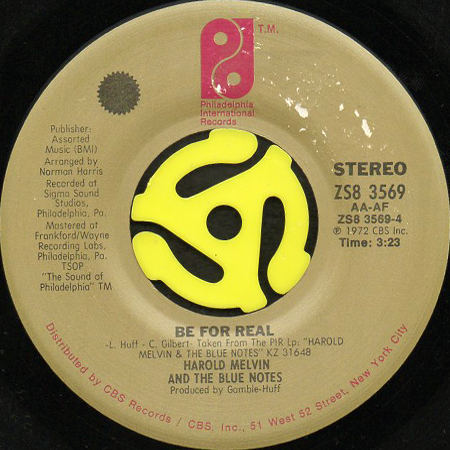 T.M.
Philadelphia
International
Records
Publisher:
Assorted
Music (BMI)
Arranged by
Norman Harris
Recorded at
Sigma Sound
Studios,
Philadelphia, Pa.
Mastered at
Frankford/Wayne
Recording Labs,
Philadelphia, Pa.
TSOP
"The Sound of
Philadelphia" TM
STEREO
ZS8 3569
AA-AF
ZS8 3569-4
℗ 1972 CBS Inc.
Time: 3:23
BE FOR REAL
-L. Huff - C. Gilbert- Taken From The PIR Lp: "HAROLD
MELVIN & THE BLUE NOTES" KZ 31648
HAROLD MELVIN
AND THE BLUE NOTES
Produced by Gamble-Huff
Distributed by CBS Records / CBS, Inc., 51 West 52 Street, New York City